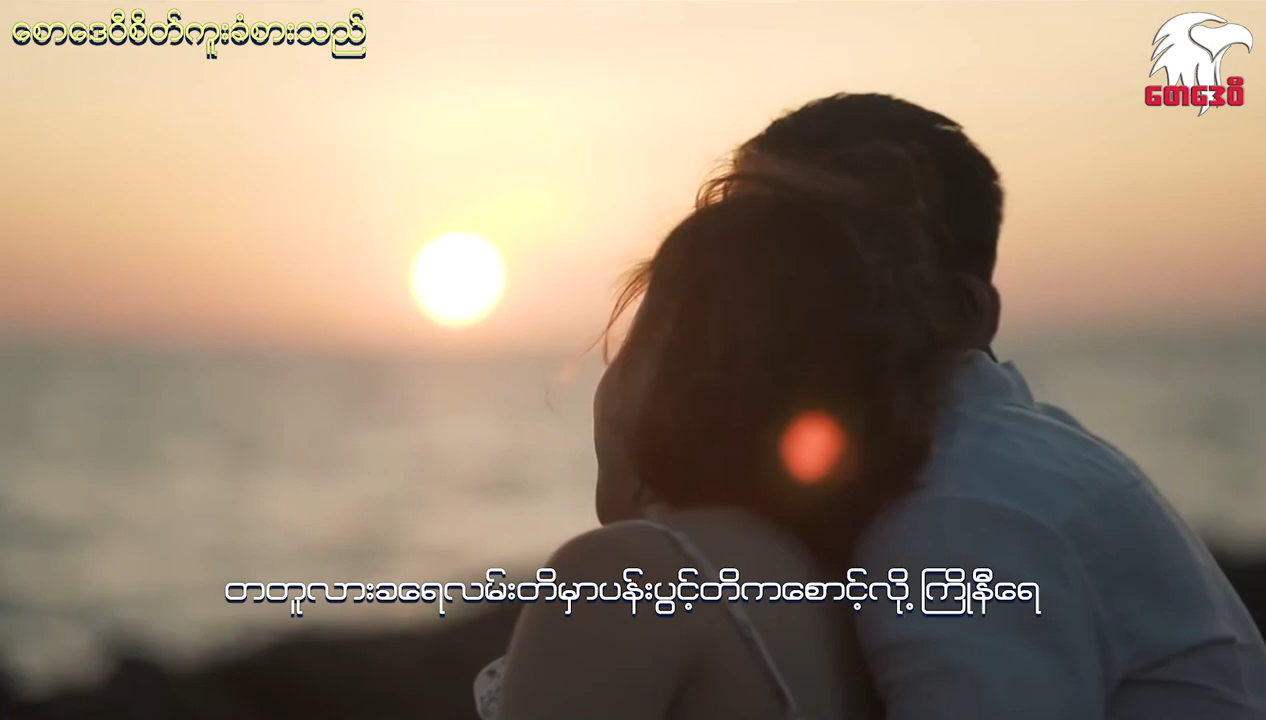 စောဒေဝီစိတ်ကူးခံစားသည်
တေဒေဝီ
တတူလားခရေလမ်းတိမှာပန်းပွင့်တိကစောင့်လို့ ကြိုနီရေ